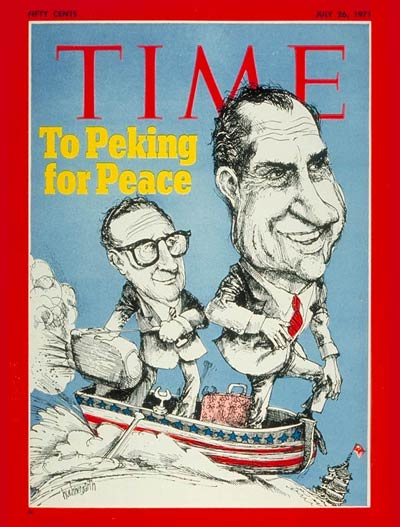 FIFTY CENTS JULY 26, 1971
TIME
To Peking
for Peace